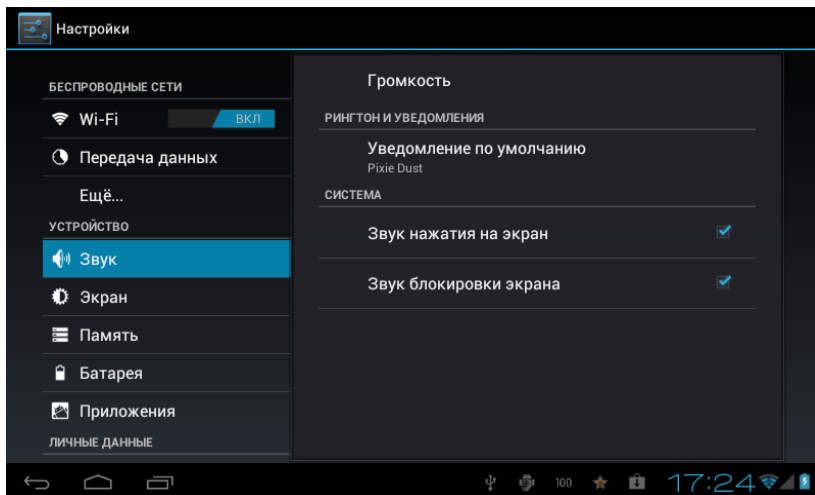 Настройки
БЕСПРОВОДНЫЕ СЕТИ
Wi-Fi
ВКЛ
Передача данных
Ещё...
УСТРОЙСТВО
Звук
Экран
Память
Батарея
Приложения
ЛИЧНЫЕ ДАННЫЕ
Громкость
РИНГТОН И УВЕДОМЛЕНИЯ
Уведомление по умолчанию
Pixie Dust
СИСТЕМА
Звук нажатия на экран
Звук блокировки экрана
100
17:24